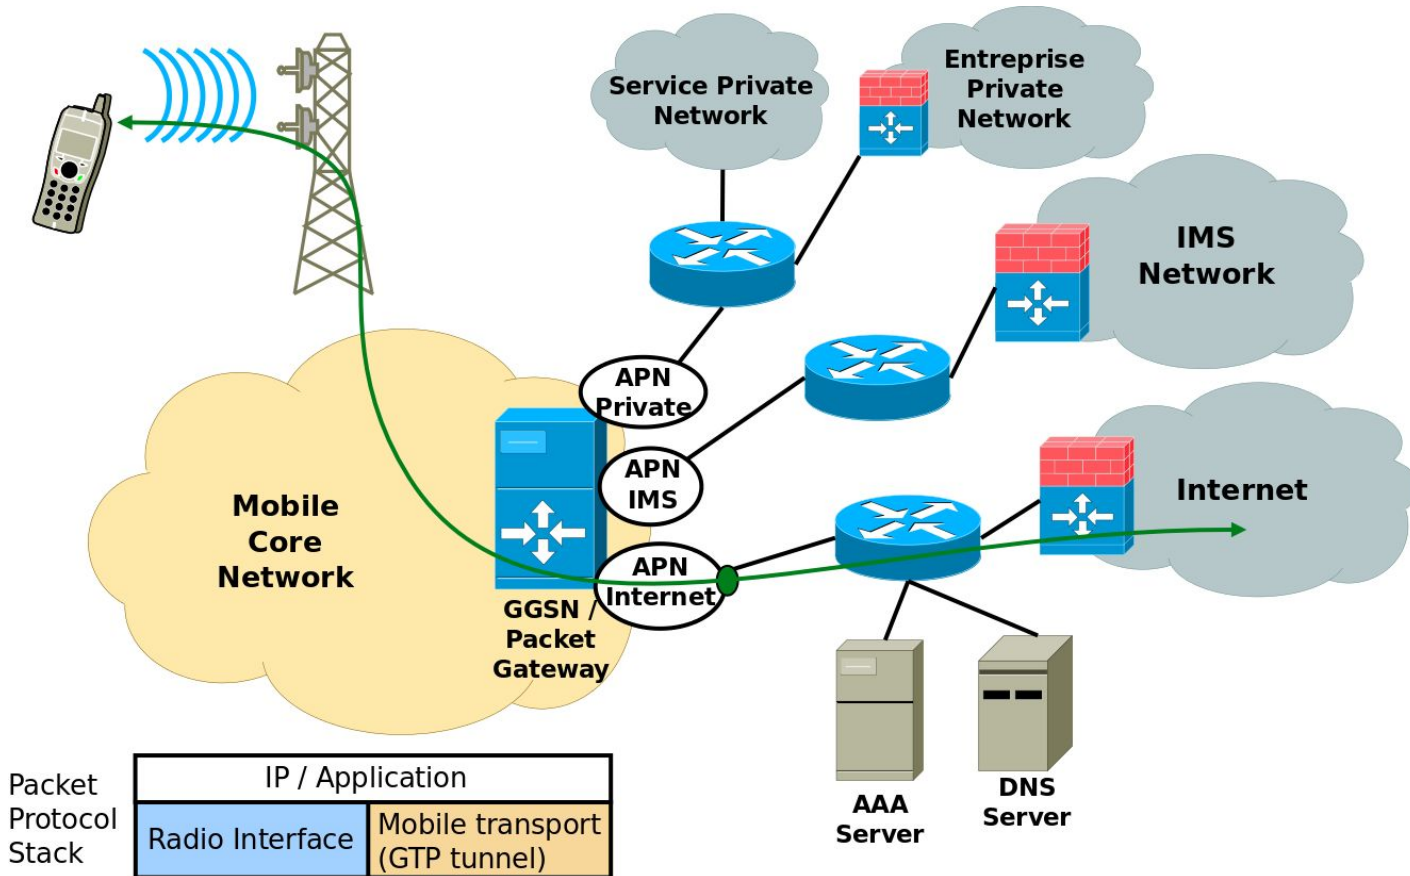 Service Private
Network
Entreprise
Private
Network
IMS
Network
APN
Private
APN
IMS
Internet
Mobile
Core
Network
APN
Internet
GGSN /
Packet
Gateway
AAA
Server
DNS
Server
Packet
Protocol
Stack
IP / Application
Radio Interface
Mobile transport
(GTP tunnel)